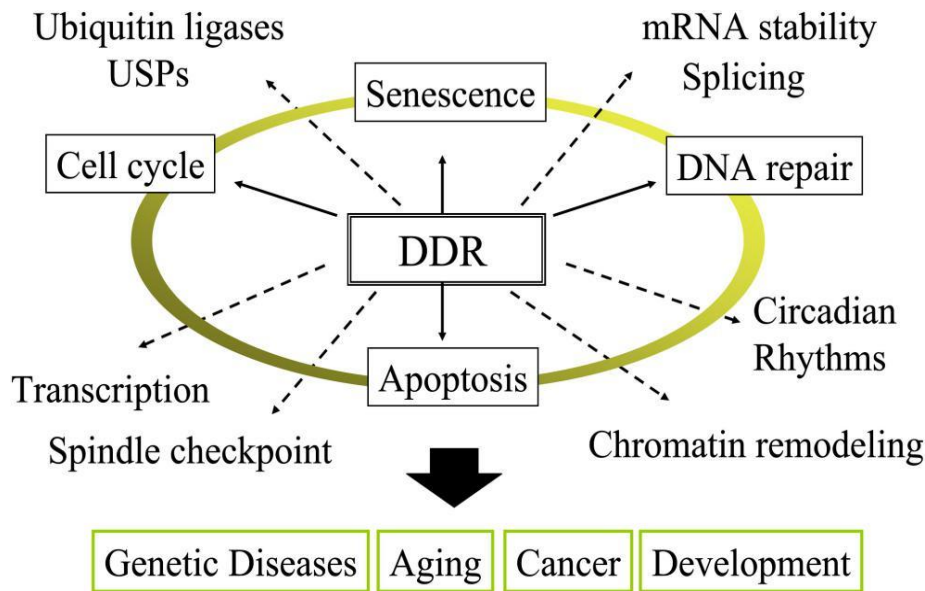 Ubiquitin ligases
USPs
mRNA stability
Splicing
Senescence
Cell cycle
DNA repair
DDR
Circadian
Rhythms
Apoptosis
Transcription
Spindle checkpoint
Chromatin remodeling
Genetic Diseases
Aging
Cancer
Development